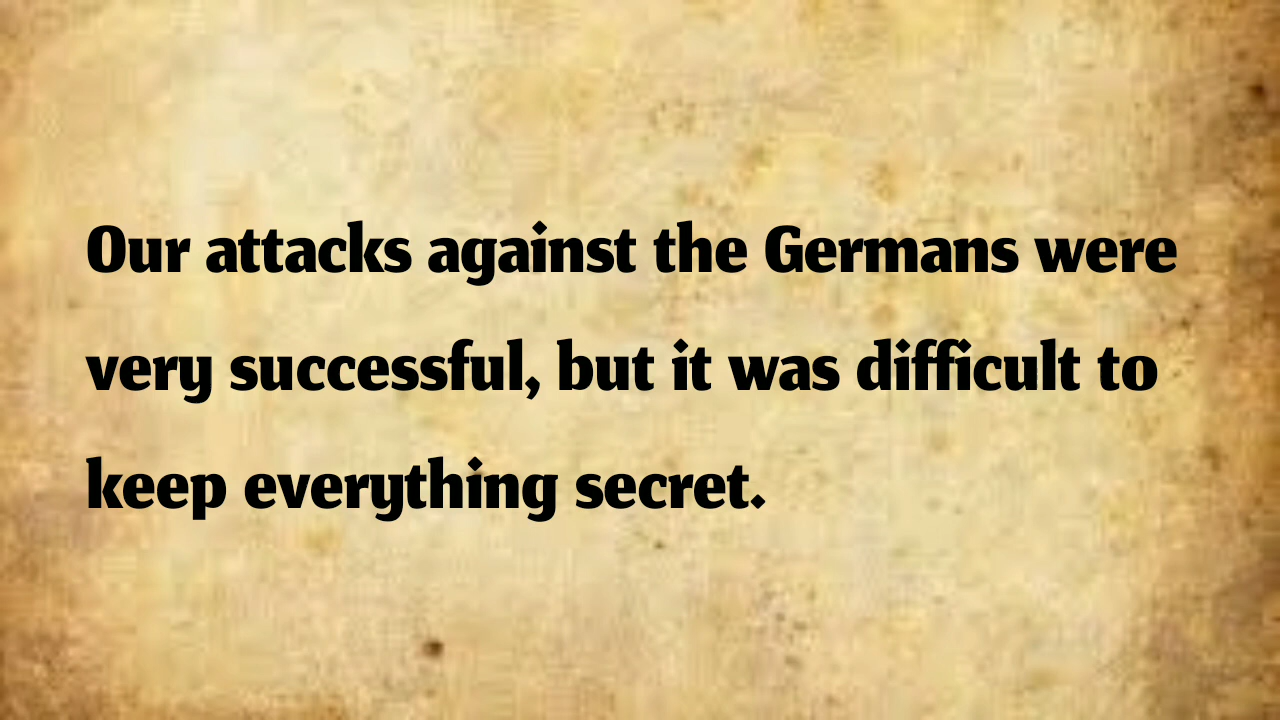 Our attacks against the Germans were
very successful, but it was difficult to
keep everything secret.